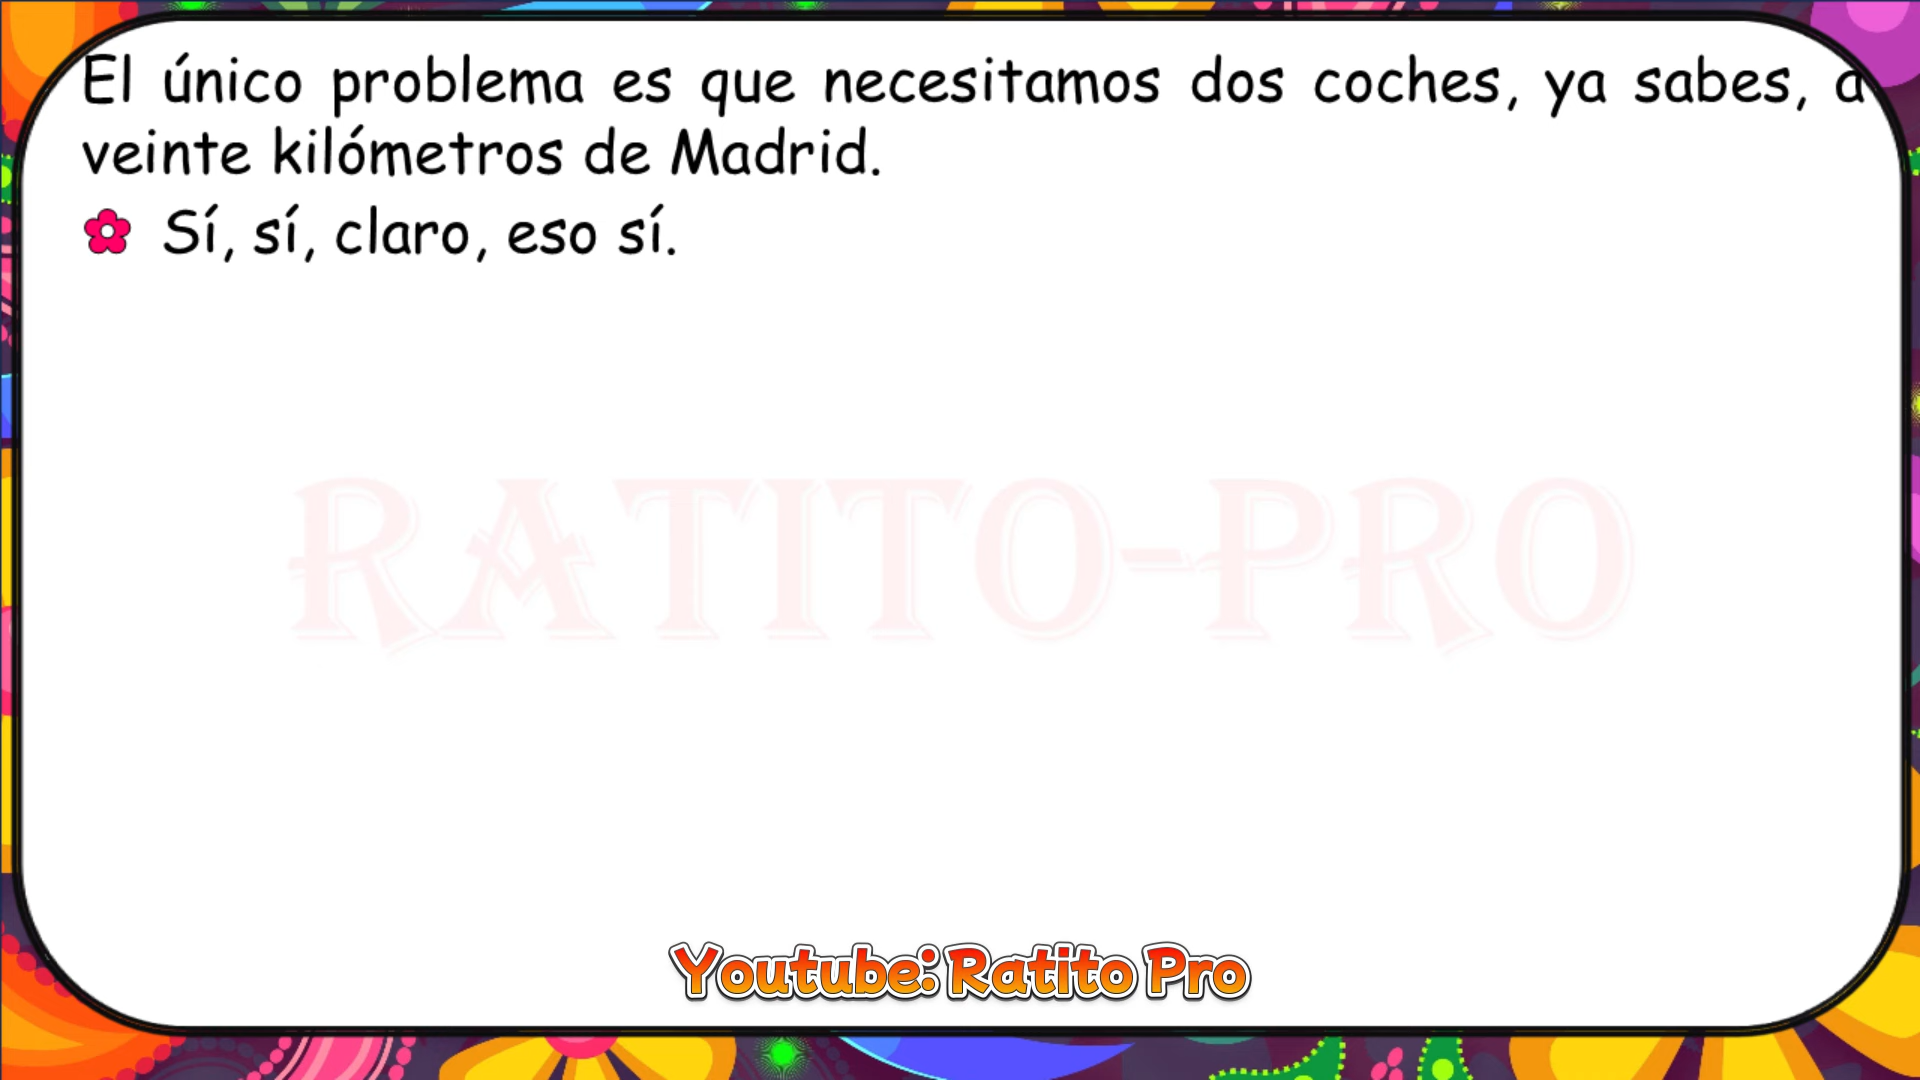 El único problema es que necesitamos dos coches, ya sabes, a
veinte kilómetros de Madrid.
Sí, sí, claro, eso sí.
RATITO-PRO
Youtube: Ratito Pro